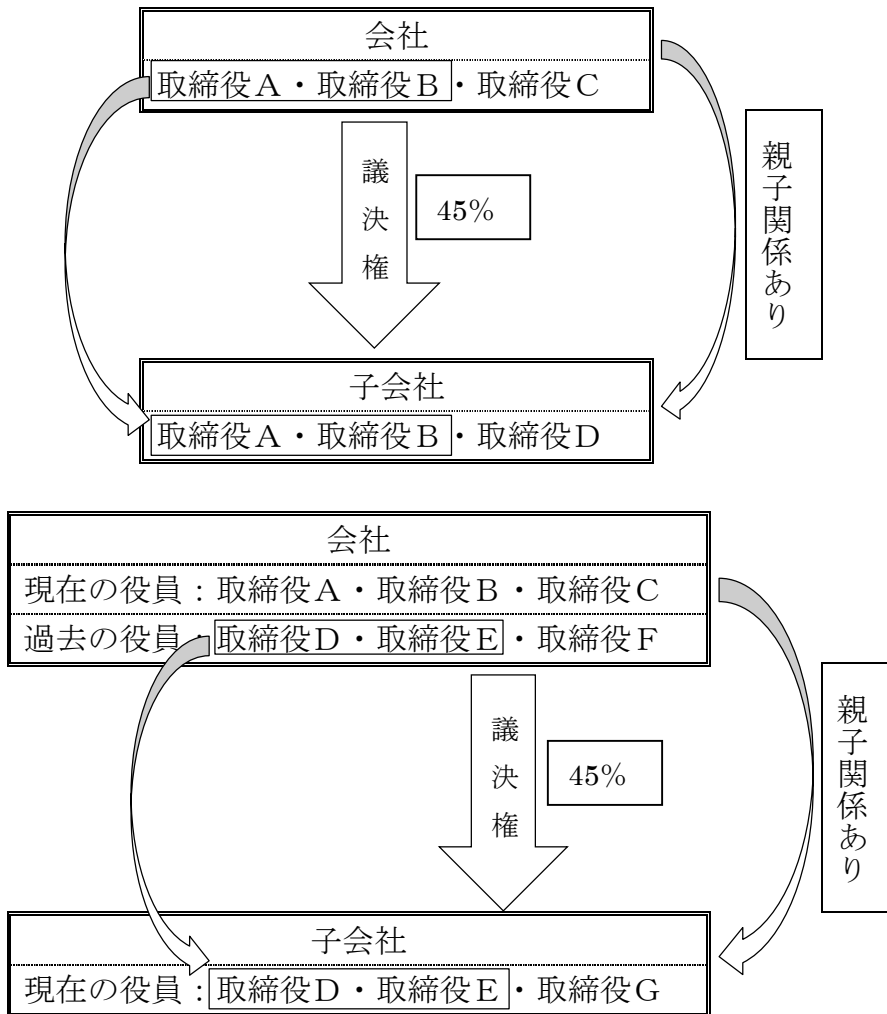 会社
取締役A・取締役B・取締役C
議決権
45%
親子関係あり
子会社
取締役A・取締役B・取締役D
会社
現在の役員：取締役A・取締役B・取締役C
過去の役員：取締役D・取締役E・取締役F
議決権
45%
親子関係あり
子会社
現在の役員：取締役D・取締役E・取締役G